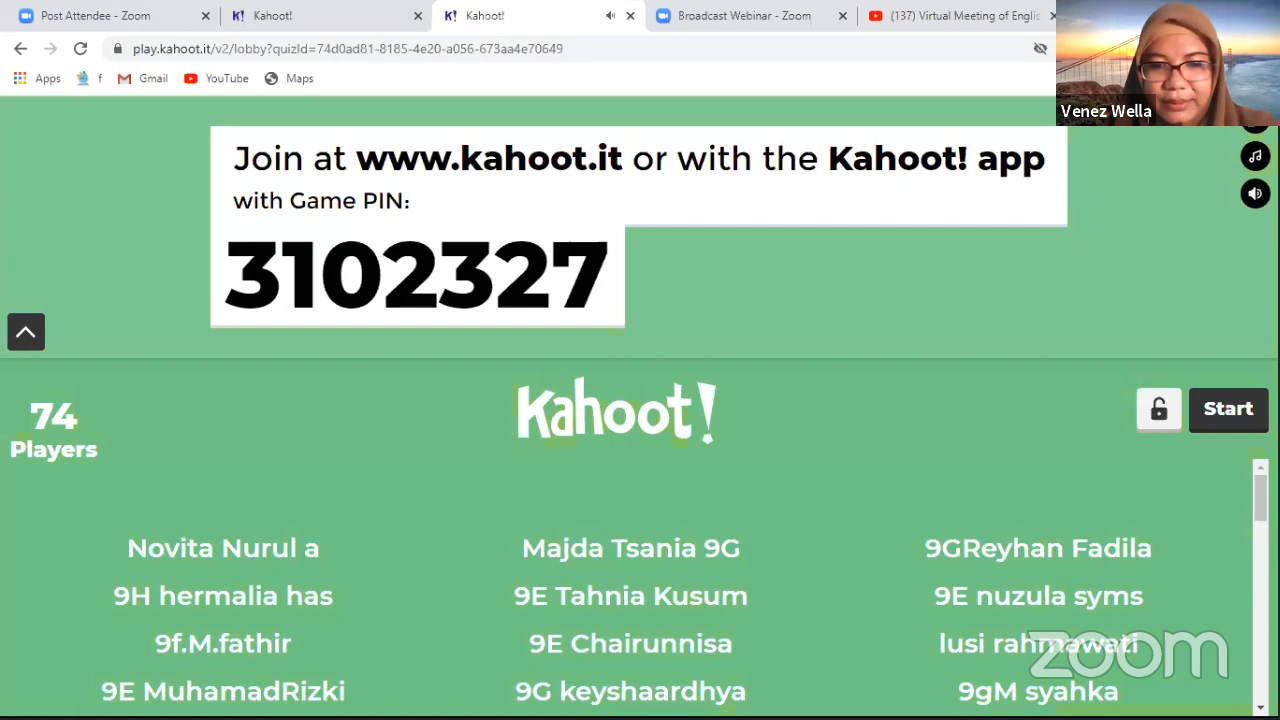 Post Attendee - Zoom
Kahoot!
Kahoot!
Broadcast Webinar - Zoom
(137) Virtual Meeting of Englis
play.kahoot.it/v2/lobby?quizId=74d0ad81-8185-4e20-a056-673aa4e70649
Apps
f
Gmail
YouTube
Maps
Venez Wella
Join at www.kahoot.it or with the Kahoot! app
with Game PIN:
3102327
74
Players
Kahoot!
Start
Novita Nurul a
Majda Tsania 9G
9GReyhan Fadila
9H hermalia has
9E Tahnia Kusum
9E nuzula syms
9f.M.fathir
9E Chairunnisa
lusi rahmawati
9E MuhamadRizki
9G keyshaardhya
9gM syahka
zoom